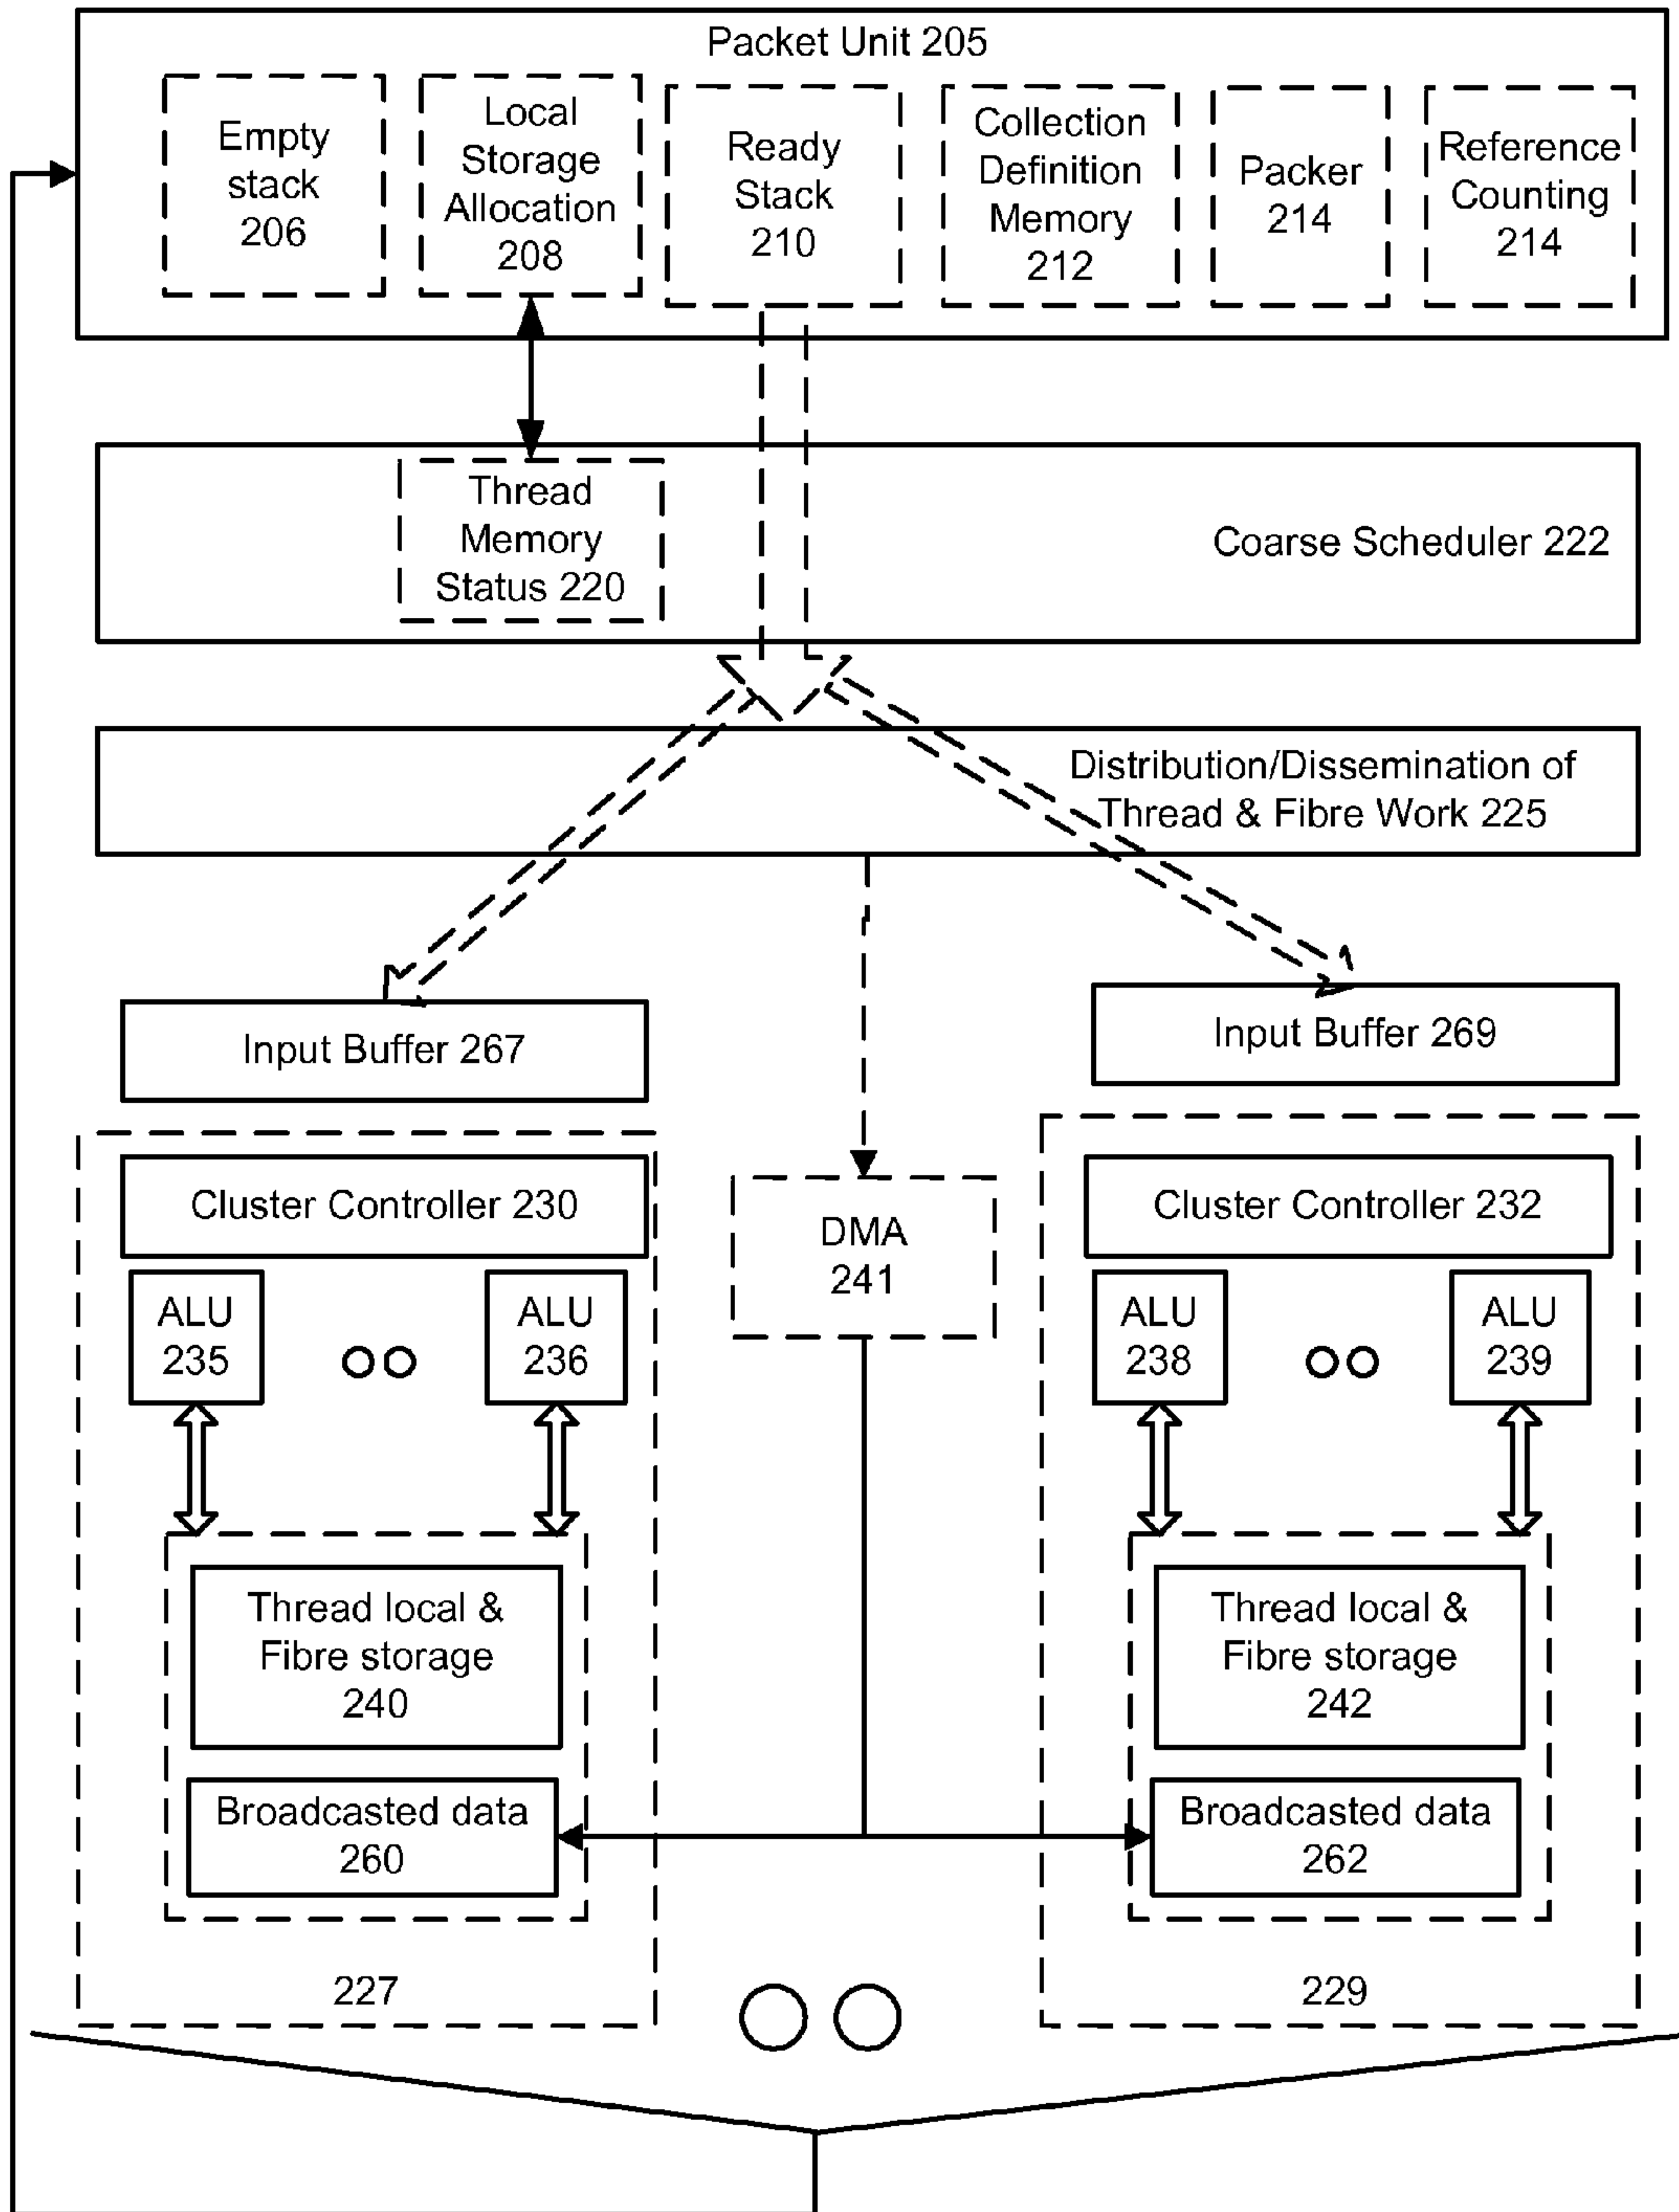 Packet Unit 205
Empty
stack
206
Local
Storage
Allocation
208
Ready
Stack
210
Collection
Definition
Memory
212
Packer
214
Reference
Counting
214
Thread
Memory
Status 220
Coarse Scheduler 222
Distribution/Dissemination of
Thread & Fibre Work 225
Input Buffer 267
Input Buffer 269
Cluster Controller 230
DMA
241
Cluster Controller 232
ALU
235
ALU
236
ALU
238
ALU
239
Thread local &
Fibre storage
240
Thread local &
Fibre storage
242
Broadcasted data
260
Broadcasted data
262
227
229